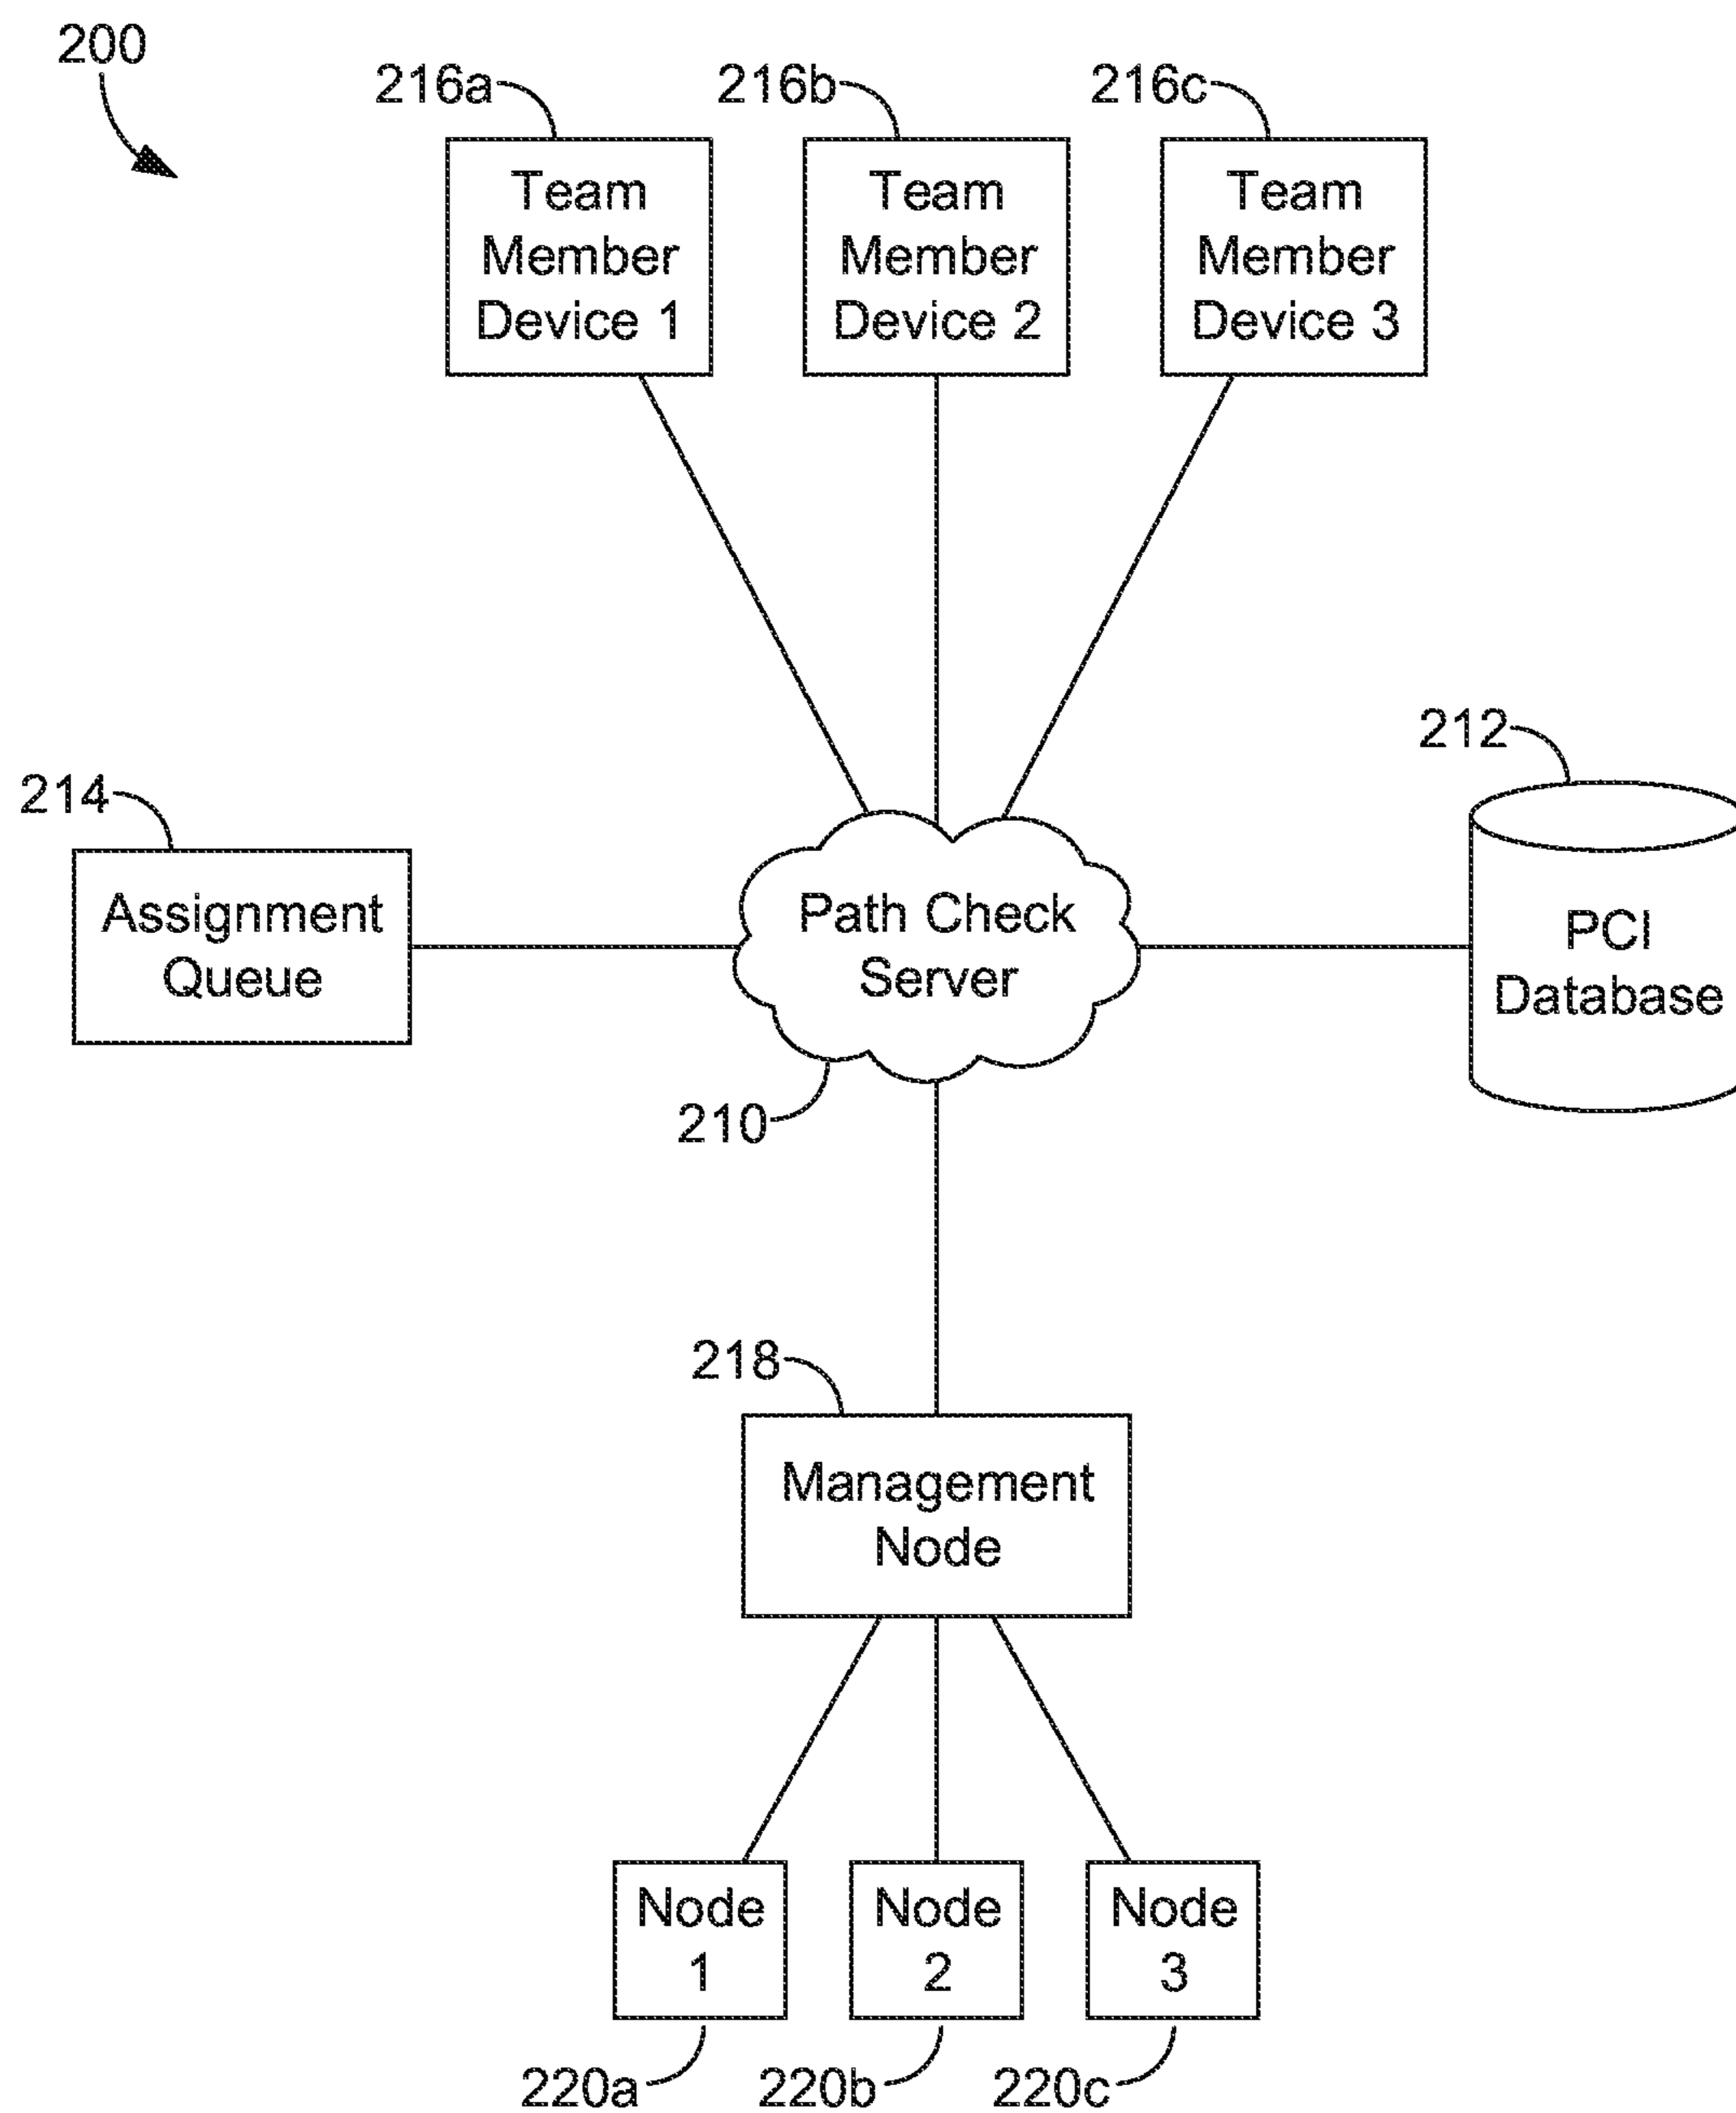 200
216a
216b
216c
Team
Member
Device 1
Team
Member
Device 2
Team
Member
Device 3
212
214
Assignment
Queue
Path Check
Server
PCI
Database
210
218
Management
Node
Node
1
Node
2
Node
3
220a
220b
220c